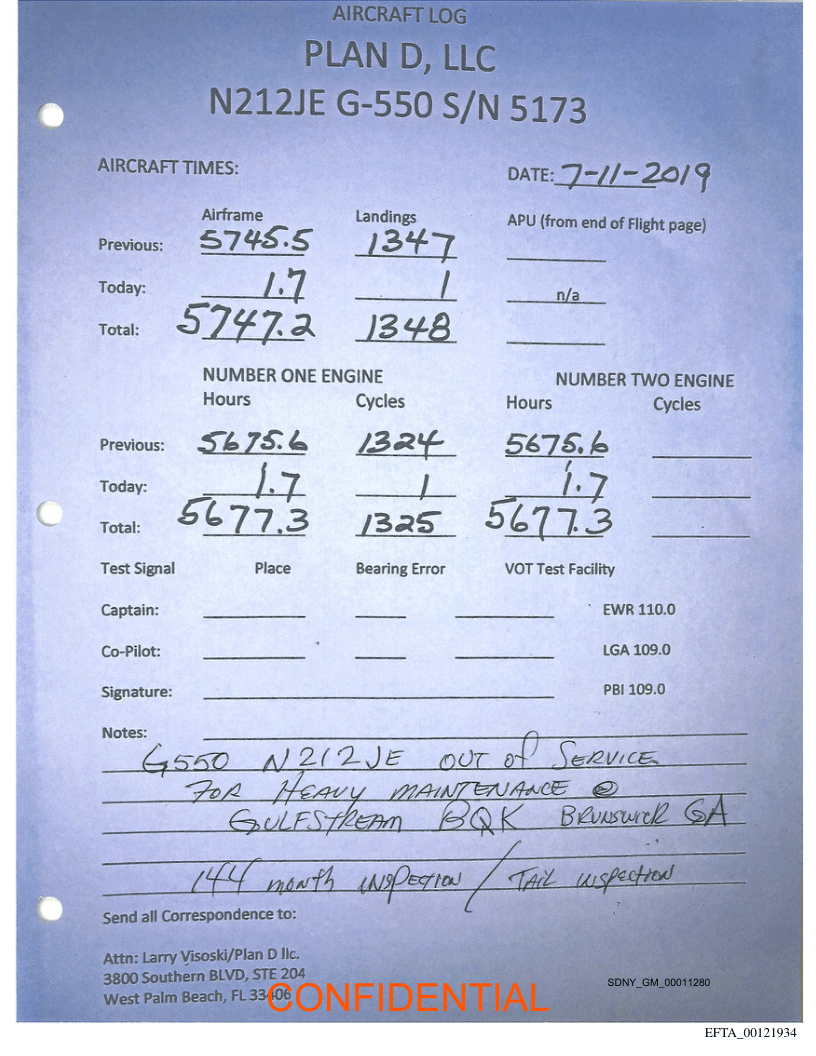 AIRCRAFT LOG
PLAN D, LLC
N212JE G-550 S/N 5173
AIRCRAFT TIMES: DATE: 7-11-2019
Airframe Landings APU (from end of Flight page)
Previous: 5745.5 1347
Today: 1.7 1 n/a
Total: 5747.2 1348
NUMBER ONE ENGINE NUMBER TWO ENGINE
Hours Cycles Hours Cycles
Previous: 5675.6 1324 5675.6
Today: 1.7 1 1.7
Total: 5677.3 1325 5677.3
Test Signal Place Bearing Error VOT Test Facility
Captain: EWR 110.0
Co-Pilot: LGA 109.0
Signature: PBI 109.0
Notes:
G550 N212JE OUT of SERVICE
FOR HEAVY MAINTENANCE @
GULFSTREAM BQK BRUNSWICK GA
144 month inspection / TAIL inspection
Send all Correspondence to:
Attn: Larry Visoski/Plan D llc.
3800 Southern BLVD, STE 204
West Palm Beach, FL 33406
CONFIDENTIAL
SDNY_GM_00011280
EFTA_00121934